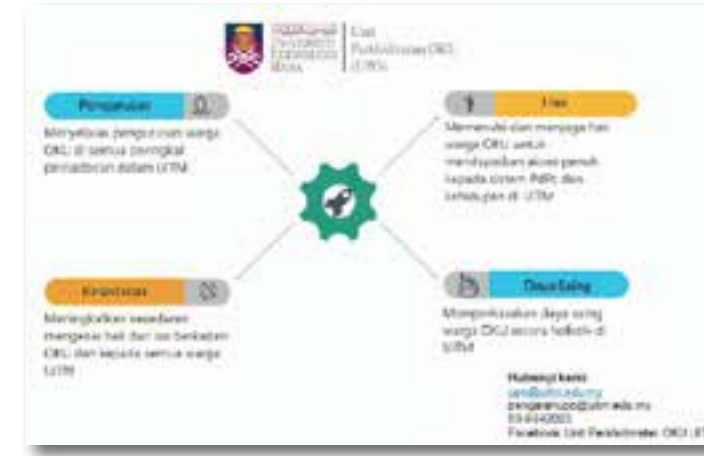 UNIVERSITI
TEKNOLOGI
MARA
Unit
Perkhidmatan OKU
(UPO)
Pengurusan
Menyelaras pengurusan warga
OKU di semua peringkat
pentadbiran dalam UiTM
Hak
Memenuhi dan menjaga hak
warga OKU untuk
mendapatkan akses penuh
kepada sistem PdPc dan
kehidupan di UiTM
Kesedaran
Meningkatkan kesedaran
mengenai hak dan isu berkaitan
OKU dan kepada semua warga
UiTM
Daya Saing
Memperkasakan daya saing
warga OKU secara holistik di
UiTM
Hubungi kami:
Facebook: Unit Perkhidmatan OKU